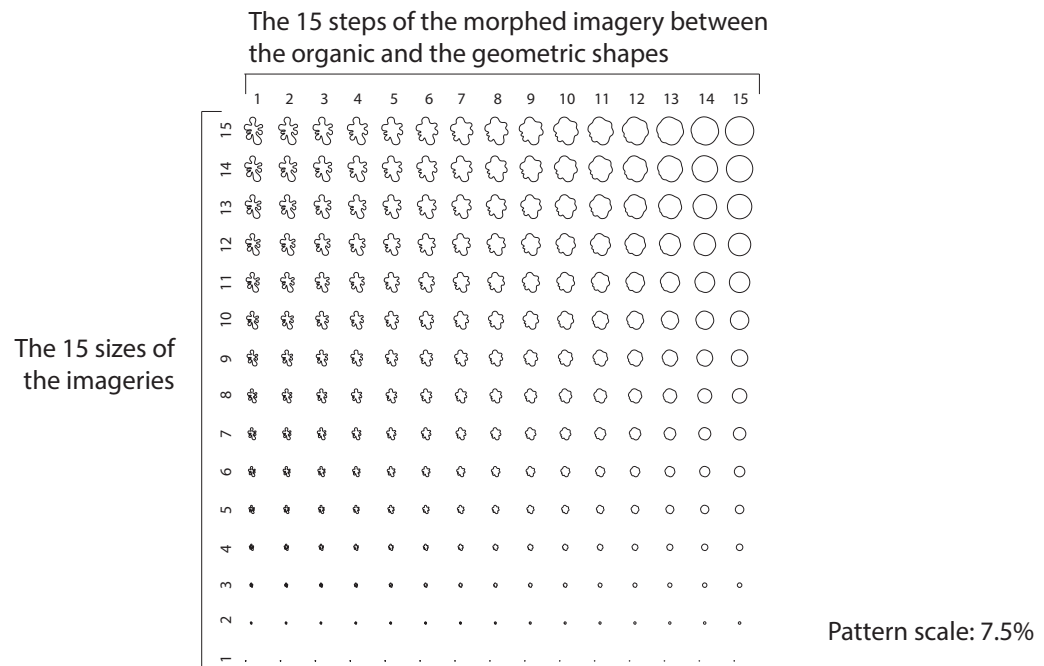 The 15 steps of the morphed imagery between
the organic and the geometric shapes
1 2 3 4 5 6 7 8 9 10 11 12 13 14 15
15
14
13
12
11
10
9
8
7
6
5
4
3
2
1
The 15 sizes of
the imageries
Pattern scale: 7.5%